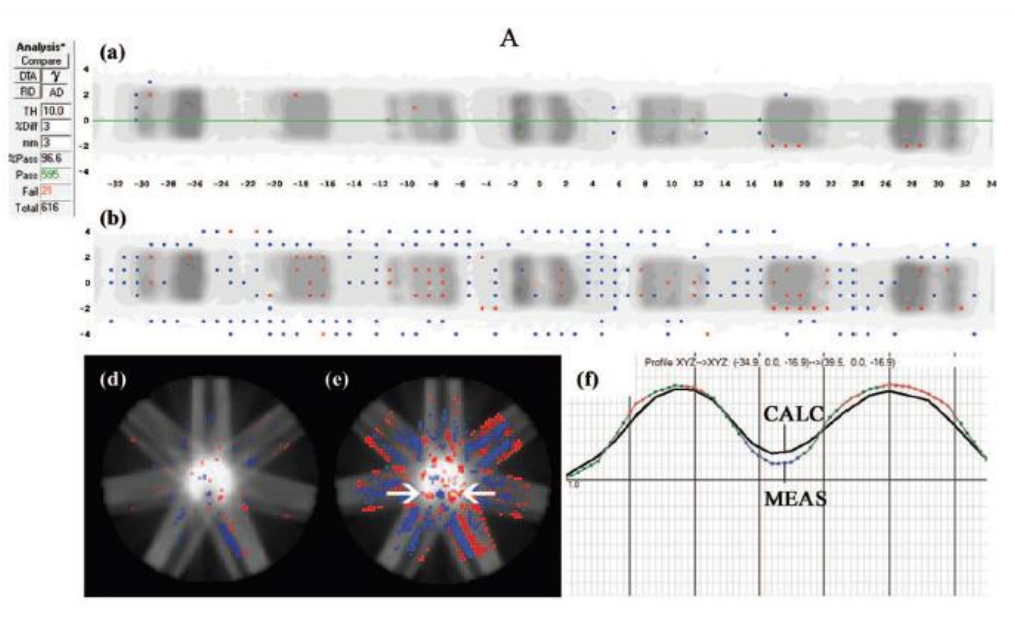 A
Analysis*
Compare
DTA γ
RD AD
TH 10.0
%Diff 3
mm 3
%Pass 96.6
Pass 595
Fail 21
Total 616
(a)
4
2
0
-2
-4
-32 -30 -28 -26 -24 -22 -20 -18 -16 -14 -12 -10 -8 -6 -4 -2 0 2 4 6 8 10 12 14 16 18 20 22 24 26 28 30 32 34
(b)
4
2
0
-2
-4
(d)
(e)
(f)
Profile XYZ-->XYZ: (-34.9, 0.0, -16.9)-->(39.5, 0.0, -16.9)
CALC
MEAS
1.0